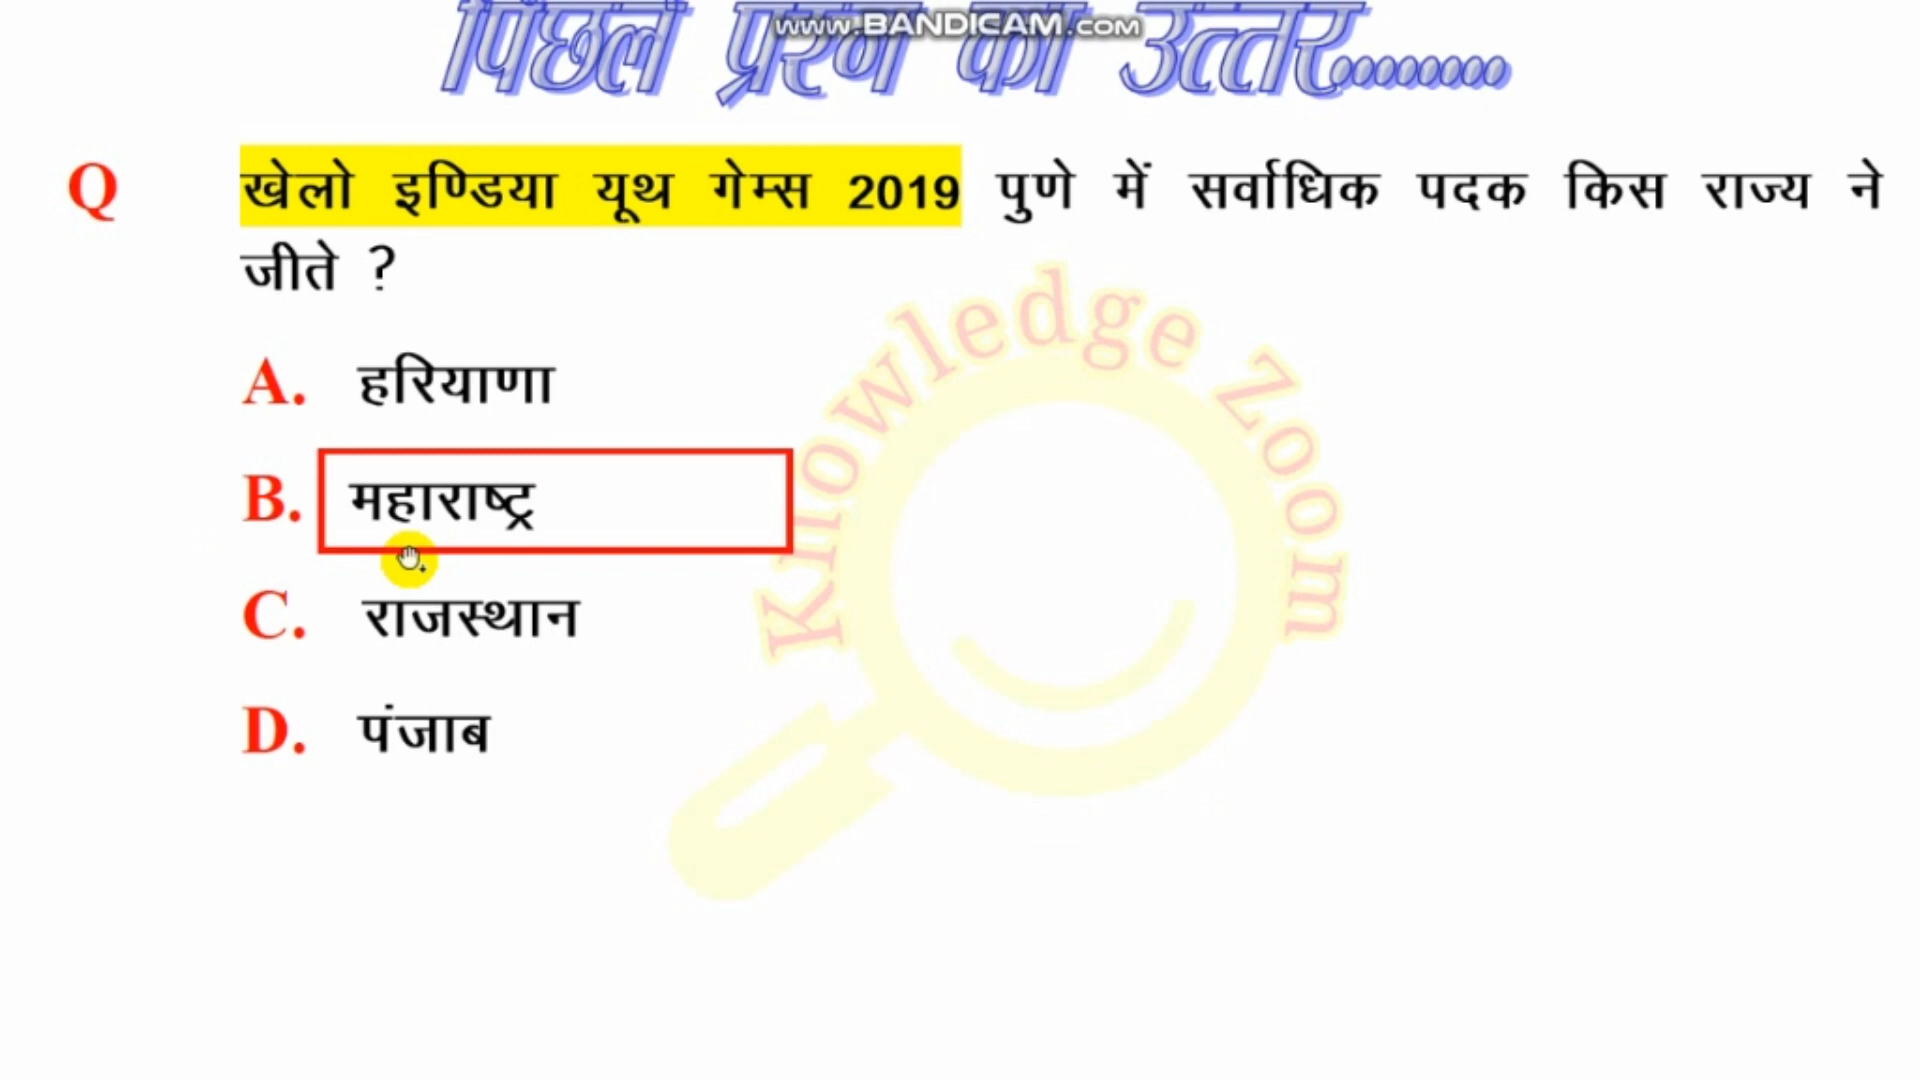 पिछले प्रश्न का उत्तर.........
www.BANDICAM.com
Q खेलो इण्डिया यूथ गेम्स 2019 पुणे में सर्वाधिक पदक किस राज्य ने
जीते ?
Knowledge Zoom
A. हरियाणा
B. महाराष्ट्र
C. राजस्थान
D. पंजाब